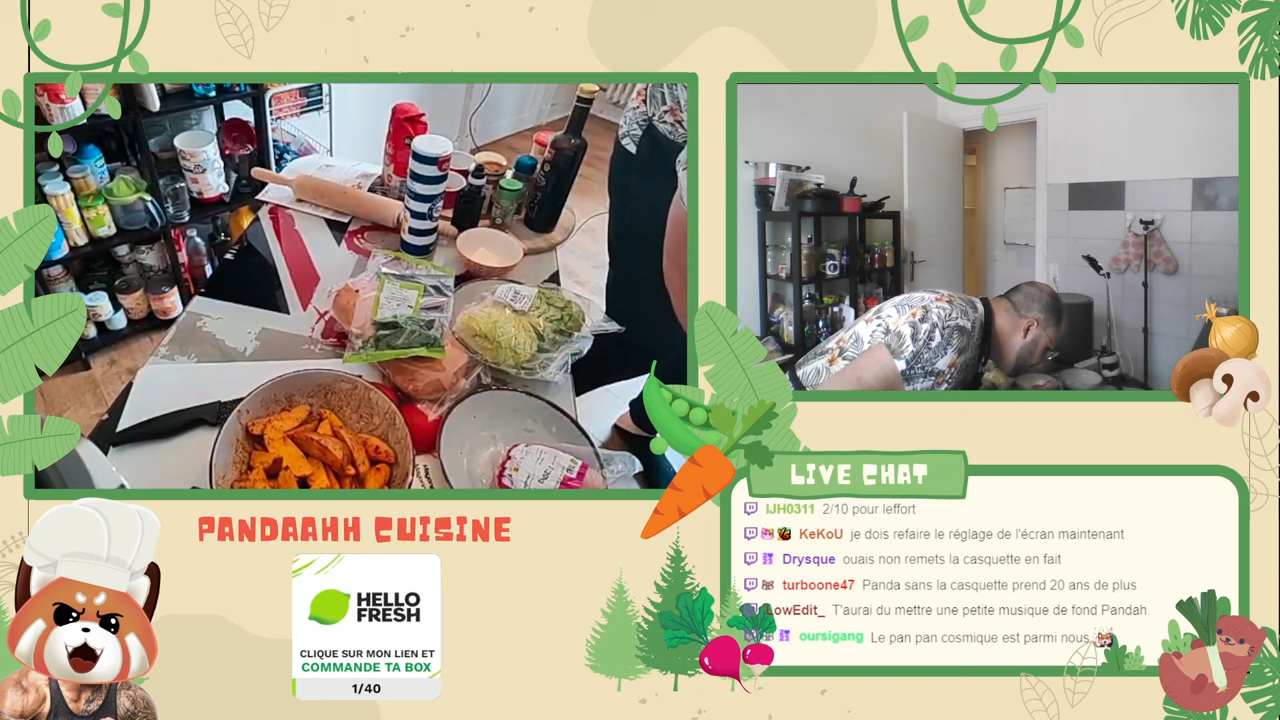 LIVE CHAT
IJH0311 2/10 pour leffort
KeKoU je dois refaire le réglage de l'écran maintenant
Drysque ouais non remets la casquette en fait
turboone47 Panda sans la casquette prend 20 ans de plus
LowEdit_ T'aurai du mettre une petite musique de fond Pandah.
oursigang Le pan pan cosmique est parmi nous
PANDAAHH CUISINE
HELLO
FRESH
CLIQUE SUR MON LIEN ET
COMMANDE TA BOX
1/40